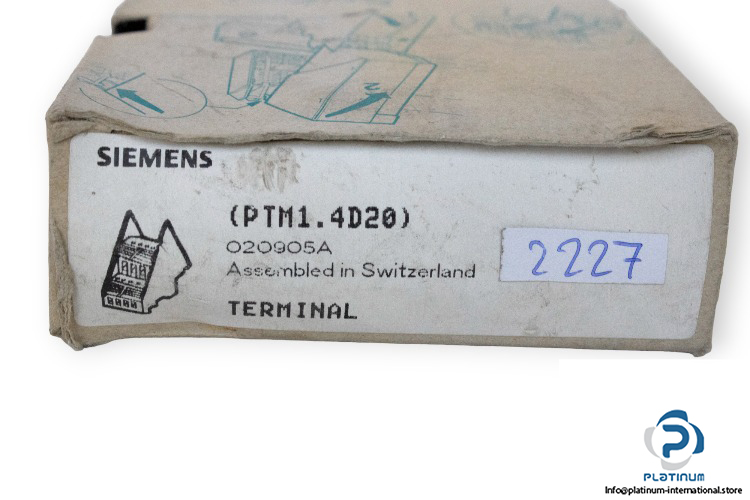 SIEMENS
(PTM1.4D20)
020905A
Assembled in Switzerland
2227
TERMINAL
PLATINUM
Info@platinum-international.store